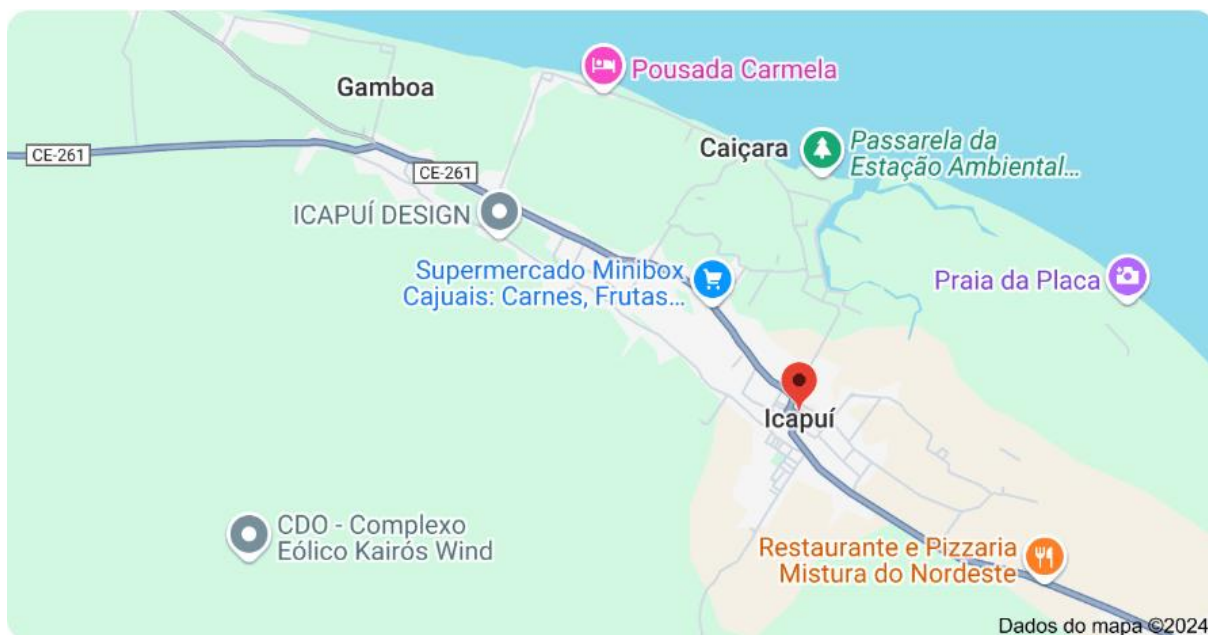 Pousada Carmela
Gamboa
Caiçara
Passarela da
Estação Ambiental...
CE-261
CE-261
ICAPUÍ DESIGN
Supermercado Minibox
Cajuais: Carnes, Frutas...
Praia da Placa
Icapuí
CDO - Complexo
Eólico Kairós Wind
Restaurante e Pizzaria
Mistura do Nordeste
Dados do mapa ©2024